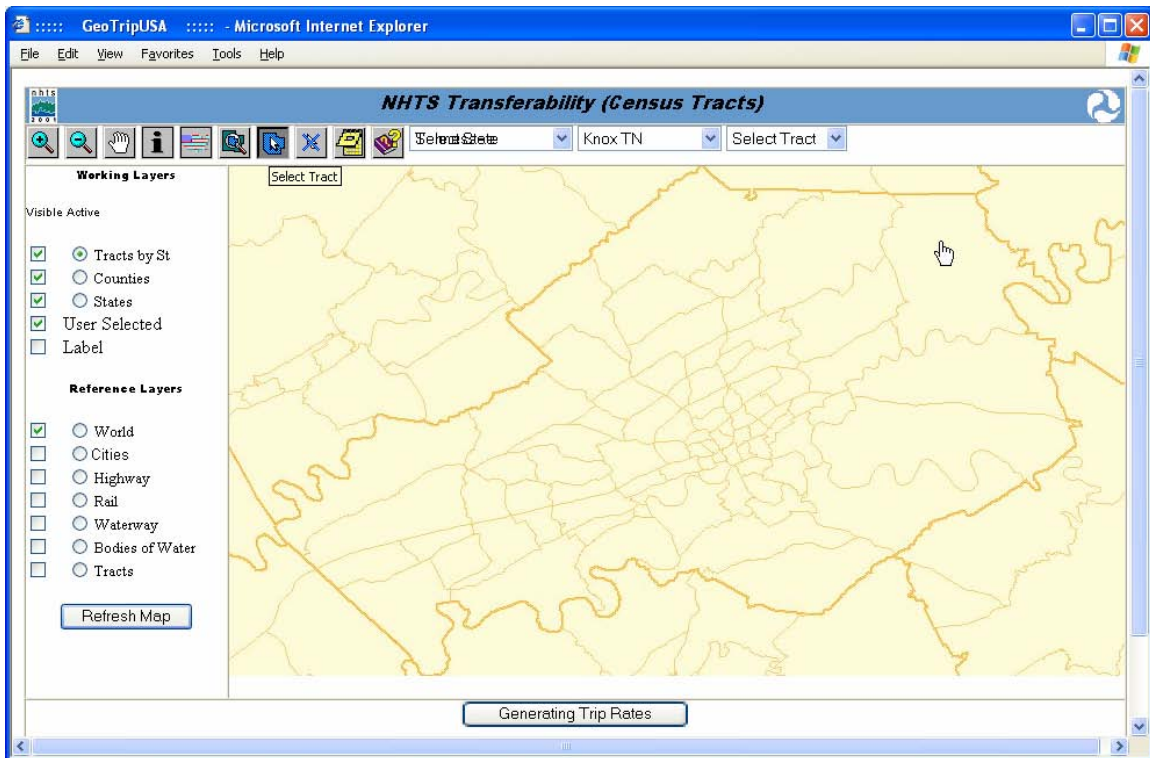 ::::: GeoTripUSA ::::: - Microsoft Internet Explorer
File Edit View Favorites Tools Help
nhts
2001
NHTS Transferability (Census Tracts)
Knox TN
Select Tract
Select Tract
Working Layers
Visible Active
Tracts by St
Counties
States
User Selected
Label
Reference Layers
World
Cities
Highway
Rail
Waterway
Bodies of Water
Tracts
Refresh Map
Generating Trip Rates